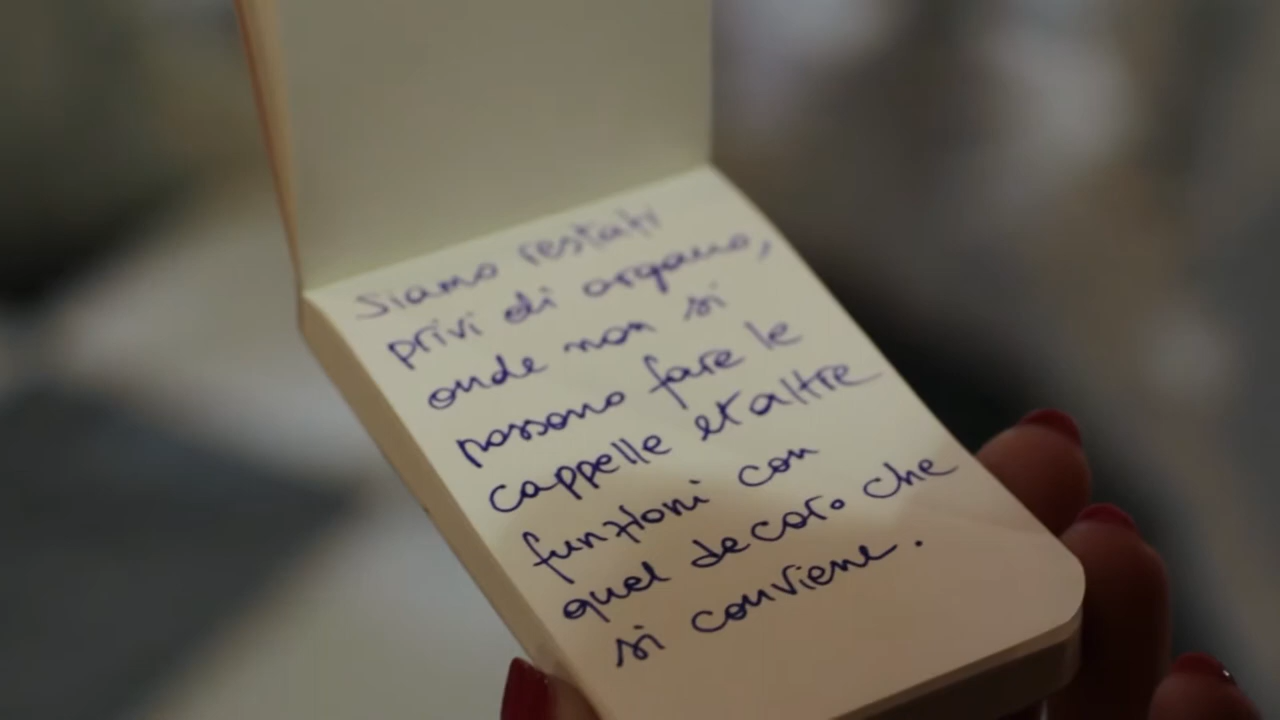 Siamo restati
privi di organo,
onde non si
possono fare le
cappelle et altre
funzioni con
quel decoro che
si conviene.